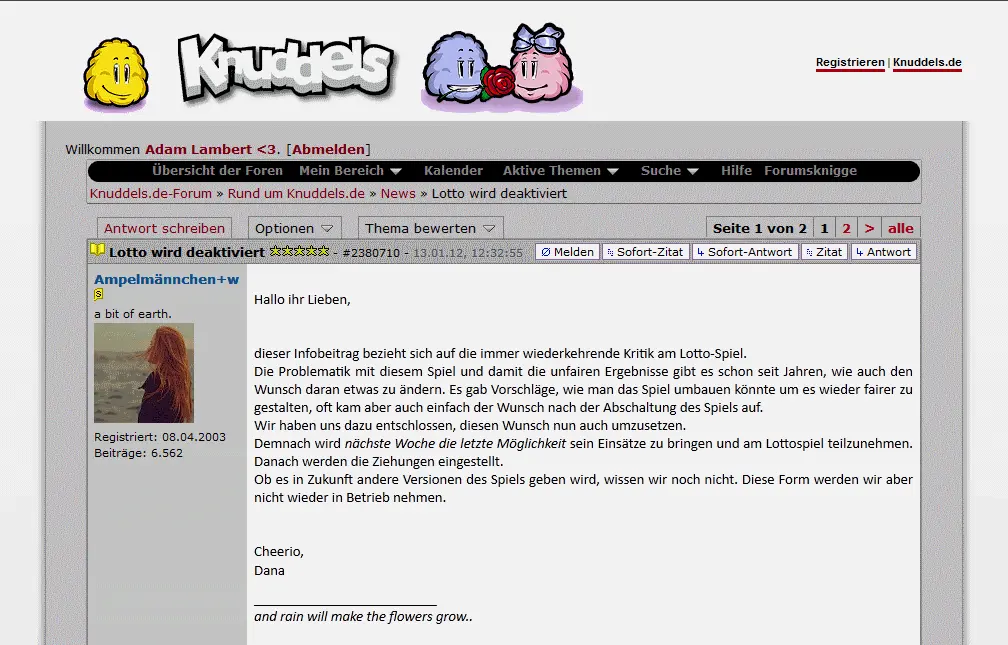 Knuddels
Registrieren | Knuddels.de
Willkommen Adam Lambert <3. [Abmelden]
Übersicht der Foren Mein Bereich Kalender Aktive Themen Suche Hilfe Forumsknigge
Knuddels.de-Forum » Rund um Knuddels.de » News » Lotto wird deaktiviert
Antwort schreiben Optionen Thema bewerten Seite 1 von 2 1 2 > alle
Lotto wird deaktiviert - #2380710 - 13.01.12, 12:32:55 Melden Sofort-Zitat Sofort-Antwort Zitat Antwort
Ampelmännchen+w
S
a bit of earth.
Registriert: 08.04.2003
Beiträge: 6.562
Hallo ihr Lieben,
dieser Infobeitrag bezieht sich auf die immer wiederkehrende Kritik am Lotto-Spiel.
Die Problematik mit diesem Spiel und damit die unfairen Ergebnisse gibt es schon seit Jahren, wie auch den
Wunsch daran etwas zu ändern. Es gab Vorschläge, wie man das Spiel umbauen könnte um es wieder fairer zu
gestalten, oft kam aber auch einfach der Wunsch nach der Abschaltung des Spiels auf.
Wir haben uns dazu entschlossen, diesen Wunsch nun auch umzusetzen.
Demnach wird nächste Woche die letzte Möglichkeit sein Einsätze zu bringen und am Lottospiel teilzunehmen.
Danach werden die Ziehungen eingestellt.
Ob es in Zukunft andere Versionen des Spiels geben wird, wissen wir noch nicht. Diese Form werden wir aber
nicht wieder in Betrieb nehmen.
Cheerio,
Dana
and rain will make the flowers grow..